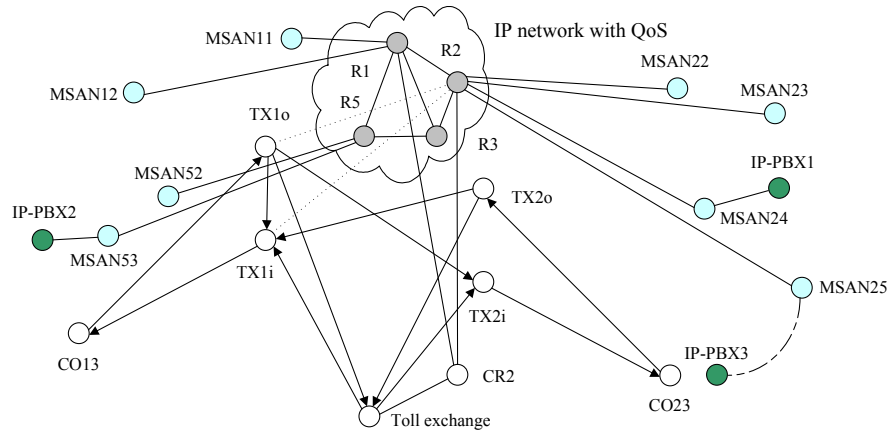 IP network with QoS
MSAN11
R1
R2
MSAN22
MSAN12
MSAN23
TX1o
R5
R3
MSAN52
IP-PBX1
IP-PBX2
TX2o
MSAN24
MSAN53
TX1i
MSAN25
TX2i
CO13
IP-PBX3
CR2
CO23
Toll exchange